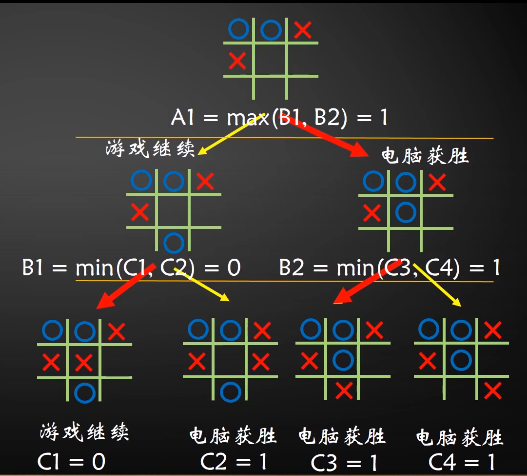 A1 = max(B1, B2) = 1
游戏继续
电脑获胜
B1 = min(C1, C2) = 0
B2 = min(C3, C4) = 1
游戏继续
电脑获胜
电脑获胜
电脑获胜
C1 = 0
C2 = 1
C3 = 1
C4 = 1